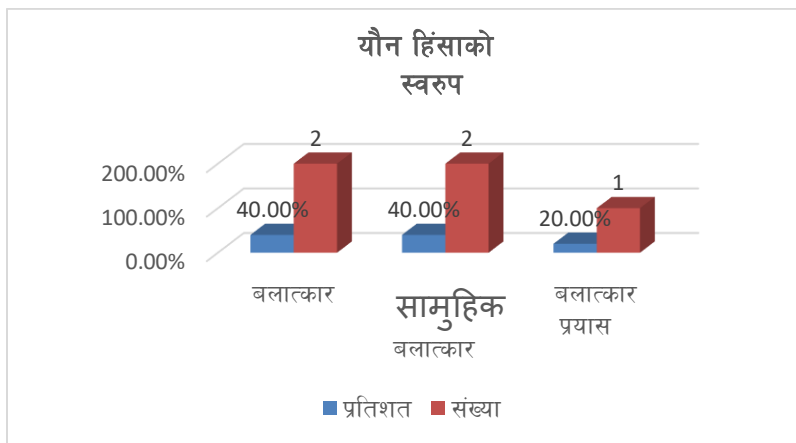 यौन हिंसाको
स्वरुप
2
2
1
200.00%
40.00%
40.00%
20.00%
100.00%
0.00%
बलात्कार
सामुहिक
बलात्कार
बलात्कार
प्रयास
प्रतिशत
संख्या